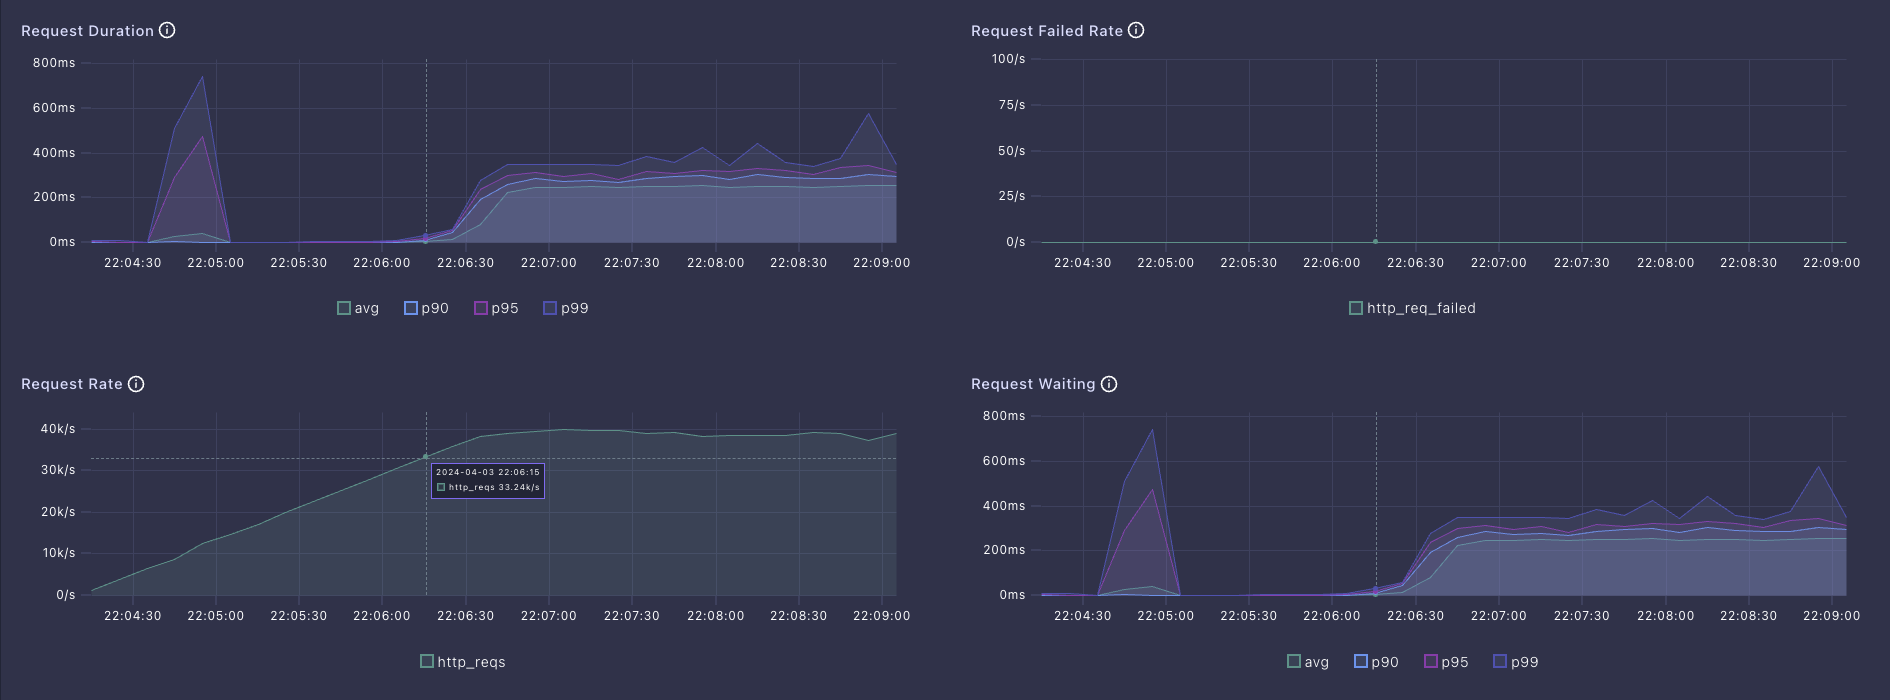 Request Duration
800ms
600ms
400ms
200ms
0ms
22:04:30 22:05:00 22:05:30 22:06:00 22:06:30 22:07:00 22:07:30 22:08:00 22:08:30 22:09:00
avg p90 p95 p99
Request Failed Rate
100/s
75/s
50/s
25/s
0/s
22:04:30 22:05:00 22:05:30 22:06:00 22:06:30 22:07:00 22:07:30 22:08:00 22:08:30 22:09:00
http_req_failed
Request Rate
40k/s
30k/s
20k/s
10k/s
0/s
2024-04-03 22:06:15
http_reqs 33.24k/s
22:04:30 22:05:00 22:05:30 22:06:00 22:06:30 22:07:00 22:07:30 22:08:00 22:08:30 22:09:00
http_reqs
Request Waiting
800ms
600ms
400ms
200ms
0ms
22:04:30 22:05:00 22:05:30 22:06:00 22:06:30 22:07:00 22:07:30 22:08:00 22:08:30 22:09:00
avg p90 p95 p99